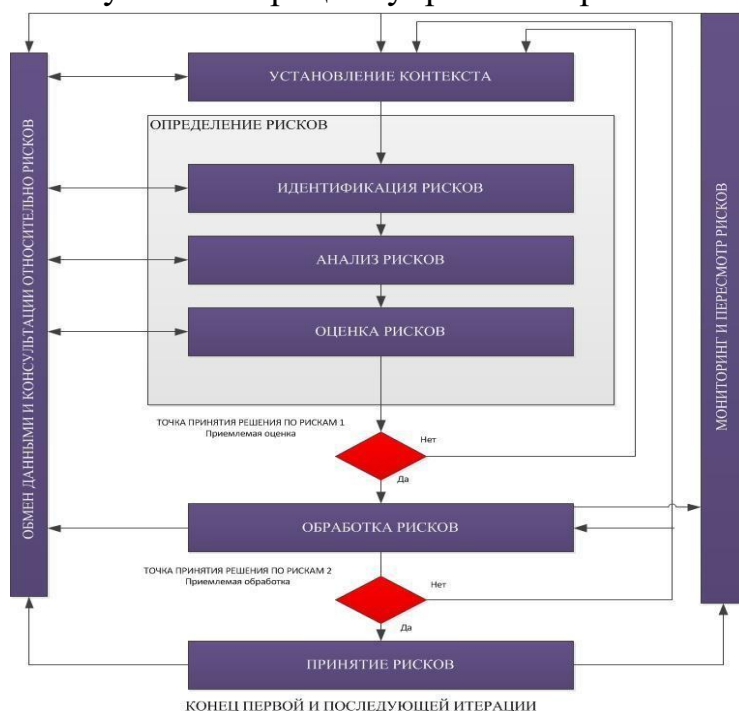 УСТАНОВЛЕНИЕ КОНТЕКСТА
ОПРЕДЕЛЕНИЕ РИСКОВ
ИДЕНТИФИКАЦИЯ РИСКОВ
АНАЛИЗ РИСКОВ
ОЦЕНКА РИСКОВ
ОБМЕН ДАННЫМИ И КОНСУЛЬТАЦИИ ОТНОСИТЕЛЬНО РИСКОВ
МОНИТОРИНГ И ПЕРЕСМОТР РИСКОВ
ТОЧКА ПРИНЯТИЯ РЕШЕНИЯ ПО РИСКАМ 1
Приемлемая оценка
Нет
Да
ОБРАБОТКА РИСКОВ
ТОЧКА ПРИНЯТИЯ РЕШЕНИЯ ПО РИСКАМ 2
Приемлемая обработка
Нет
Да
ПРИНЯТИЕ РИСКОВ
КОНЕЦ ПЕРВОЙ И ПОСЛЕДУЮЩЕЙ ИТЕРАЦИИ